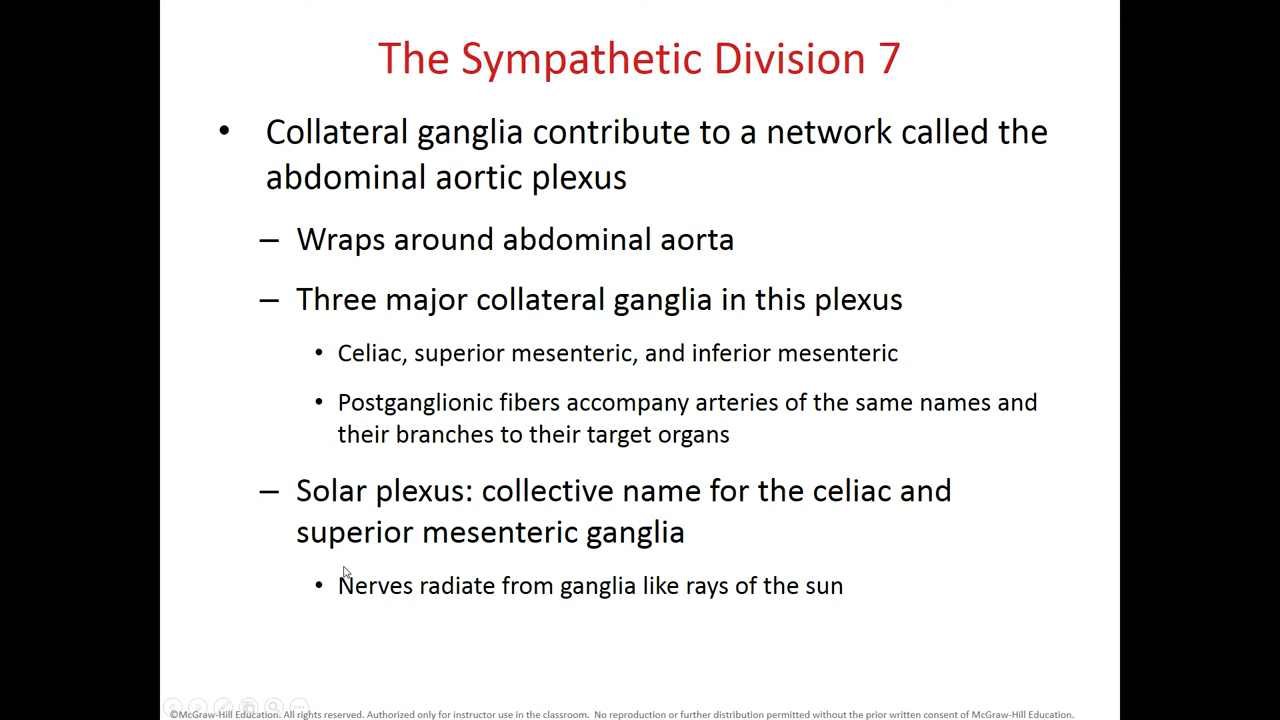 The Sympathetic Division 7
• Collateral ganglia contribute to a network called the
abdominal aortic plexus
– Wraps around abdominal aorta
– Three major collateral ganglia in this plexus
• Celiac, superior mesenteric, and inferior mesenteric
• Postganglionic fibers accompany arteries of the same names and
their branches to their target organs
– Solar plexus: collective name for the celiac and
superior mesenteric ganglia
• Nerves radiate from ganglia like rays of the sun
©McGraw-Hill Education. All rights reserved. Authorized only for instructor use in the classroom. No reproduction or further distribution permitted without the prior written consent of McGraw-Hill Education.